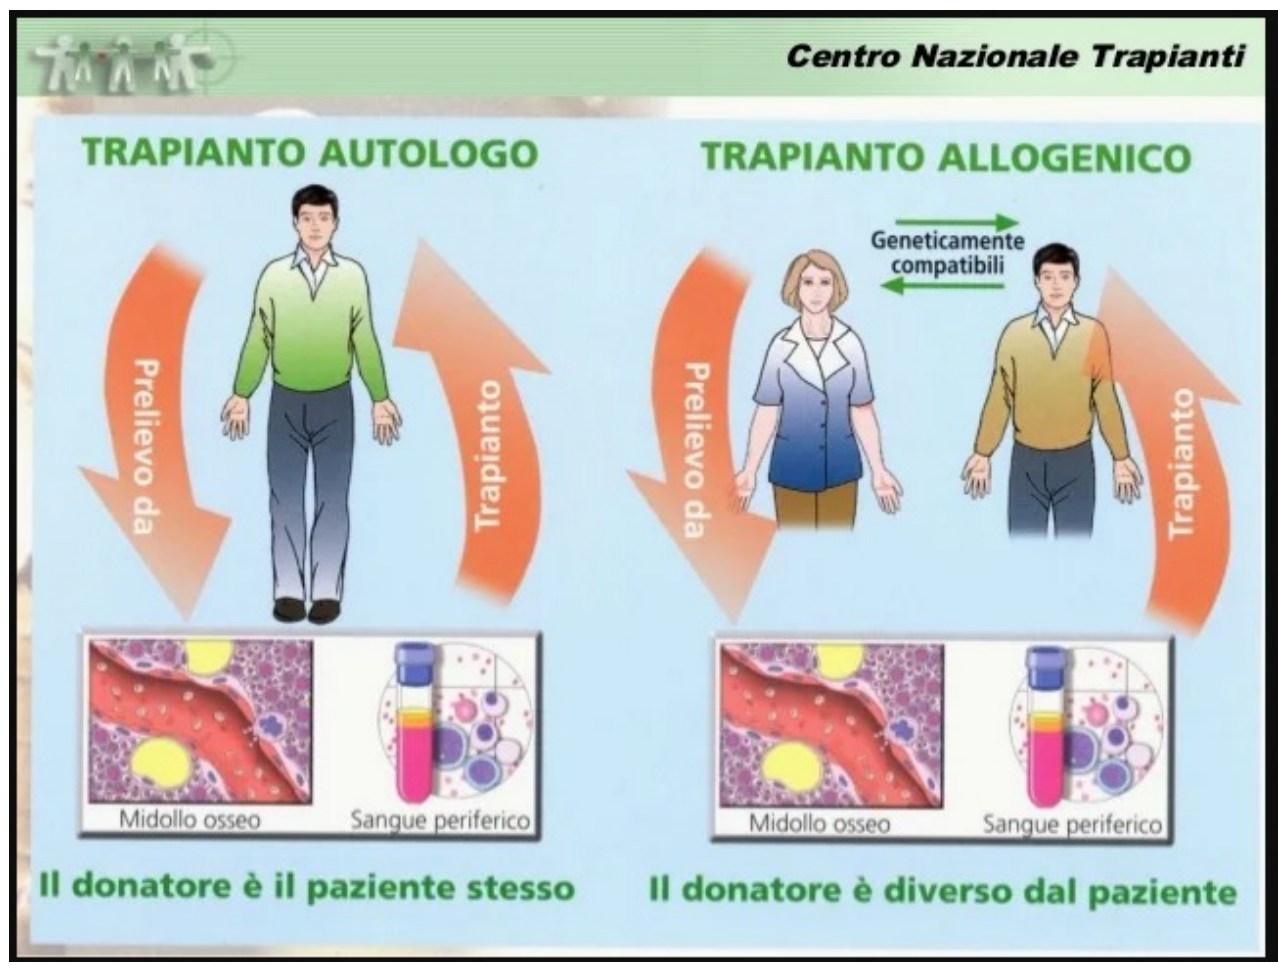 Centro Nazionale Trapianti
TRAPIANTO AUTOLOGO
Prelievo da
Trapianto
Midollo osseo
Sangue periferico
Il donatore è il paziente stesso
TRAPIANTO ALLOGENICO
Geneticamente
compatibili
Prelievo da
Trapianto
Midollo osseo
Sangue periferico
Il donatore è diverso dal paziente